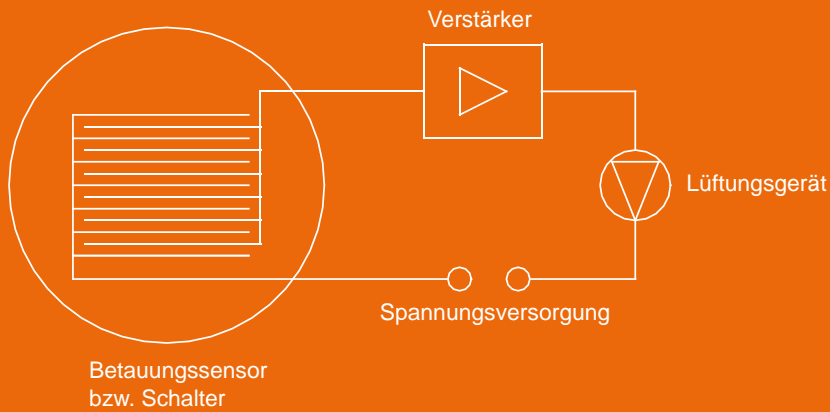 Verstärker
Lüftungsgerät
Spannungsversorgung
Betauungssensor
bzw. Schalter